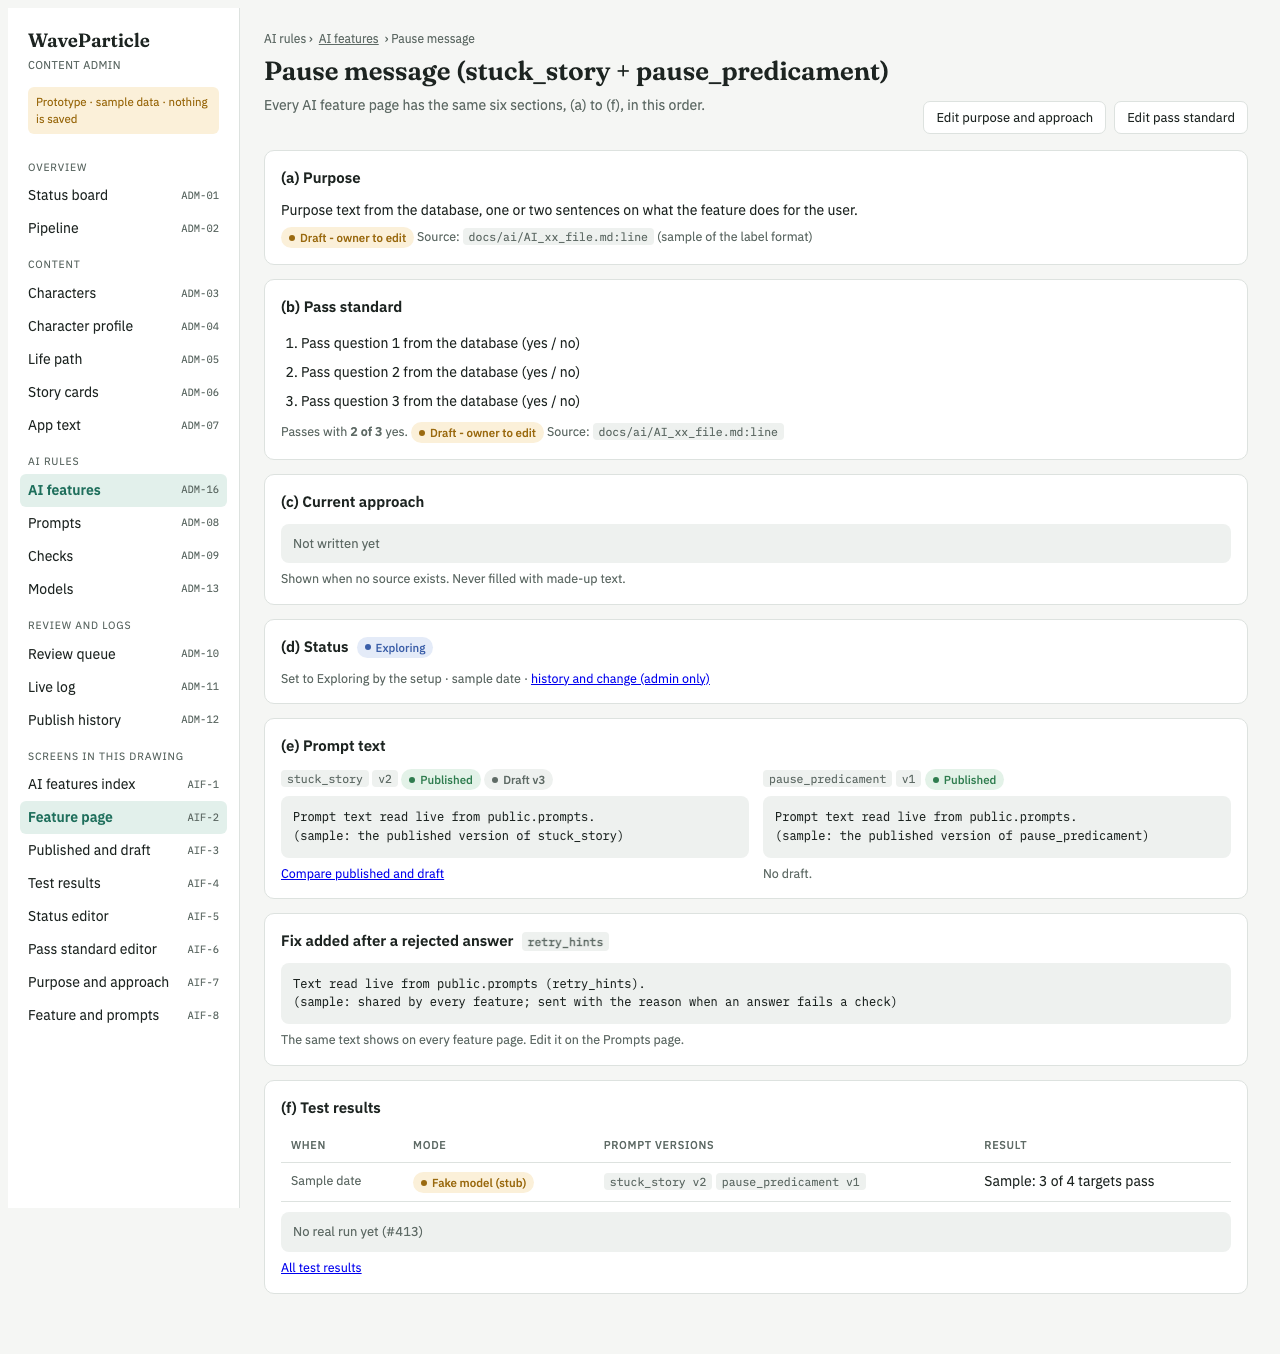 WaveParticle
CONTENT ADMIN
Prototype · sample data · nothing
is saved
OVERVIEW
Status board ADM-01
Pipeline ADM-02
CONTENT
Characters ADM-03
Character profile ADM-04
Life path ADM-05
Story cards ADM-06
App text ADM-07
AI RULES
AI features ADM-16
Prompts ADM-08
Checks ADM-09
Models ADM-13
REVIEW AND LOGS
Review queue ADM-10
Live log ADM-11
Publish history ADM-12
SCREENS IN THIS DRAWING
AI features index AIF-1
Feature page AIF-2
Published and draft AIF-3
Test results AIF-4
Status editor AIF-5
Pass standard editor AIF-6
Purpose and approach AIF-7
Feature and prompts AIF-8
AI rules › AI features › Pause message
Pause message (stuck_story + pause_predicament)
Every AI feature page has the same six sections, (a) to (f), in this order.
Edit purpose and approach Edit pass standard
(a) Purpose
Purpose text from the database, one or two sentences on what the feature does for the user.
Draft - owner to edit Source: docs/ai/AI_xx_file.md:line (sample of the label format)
(b) Pass standard
1. Pass question 1 from the database (yes / no)
2. Pass question 2 from the database (yes / no)
3. Pass question 3 from the database (yes / no)
Passes with 2 of 3 yes. Draft - owner to edit Source: docs/ai/AI_xx_file.md:line
(c) Current approach
Not written yet
Shown when no source exists. Never filled with made-up text.
(d) Status Exploring
Set to Exploring by the setup · sample date · history and change (admin only)
(e) Prompt text
stuck_story v2 Published Draft v3
Prompt text read live from public.prompts.
(sample: the published version of stuck_story)
Compare published and draft
pause_predicament v1 Published
Prompt text read live from public.prompts.
(sample: the published version of pause_predicament)
No draft.
Fix added after a rejected answer retry_hints
Text read live from public.prompts (retry_hints).
(sample: shared by every feature; sent with the reason when an answer fails a check)
The same text shows on every feature page. Edit it on the Prompts page.
(f) Test results
WHEN MODE PROMPT VERSIONS RESULT
Sample date Fake model (stub) stuck_story v2 pause_predicament v1 Sample: 3 of 4 targets pass
No real run yet (#413)
All test results